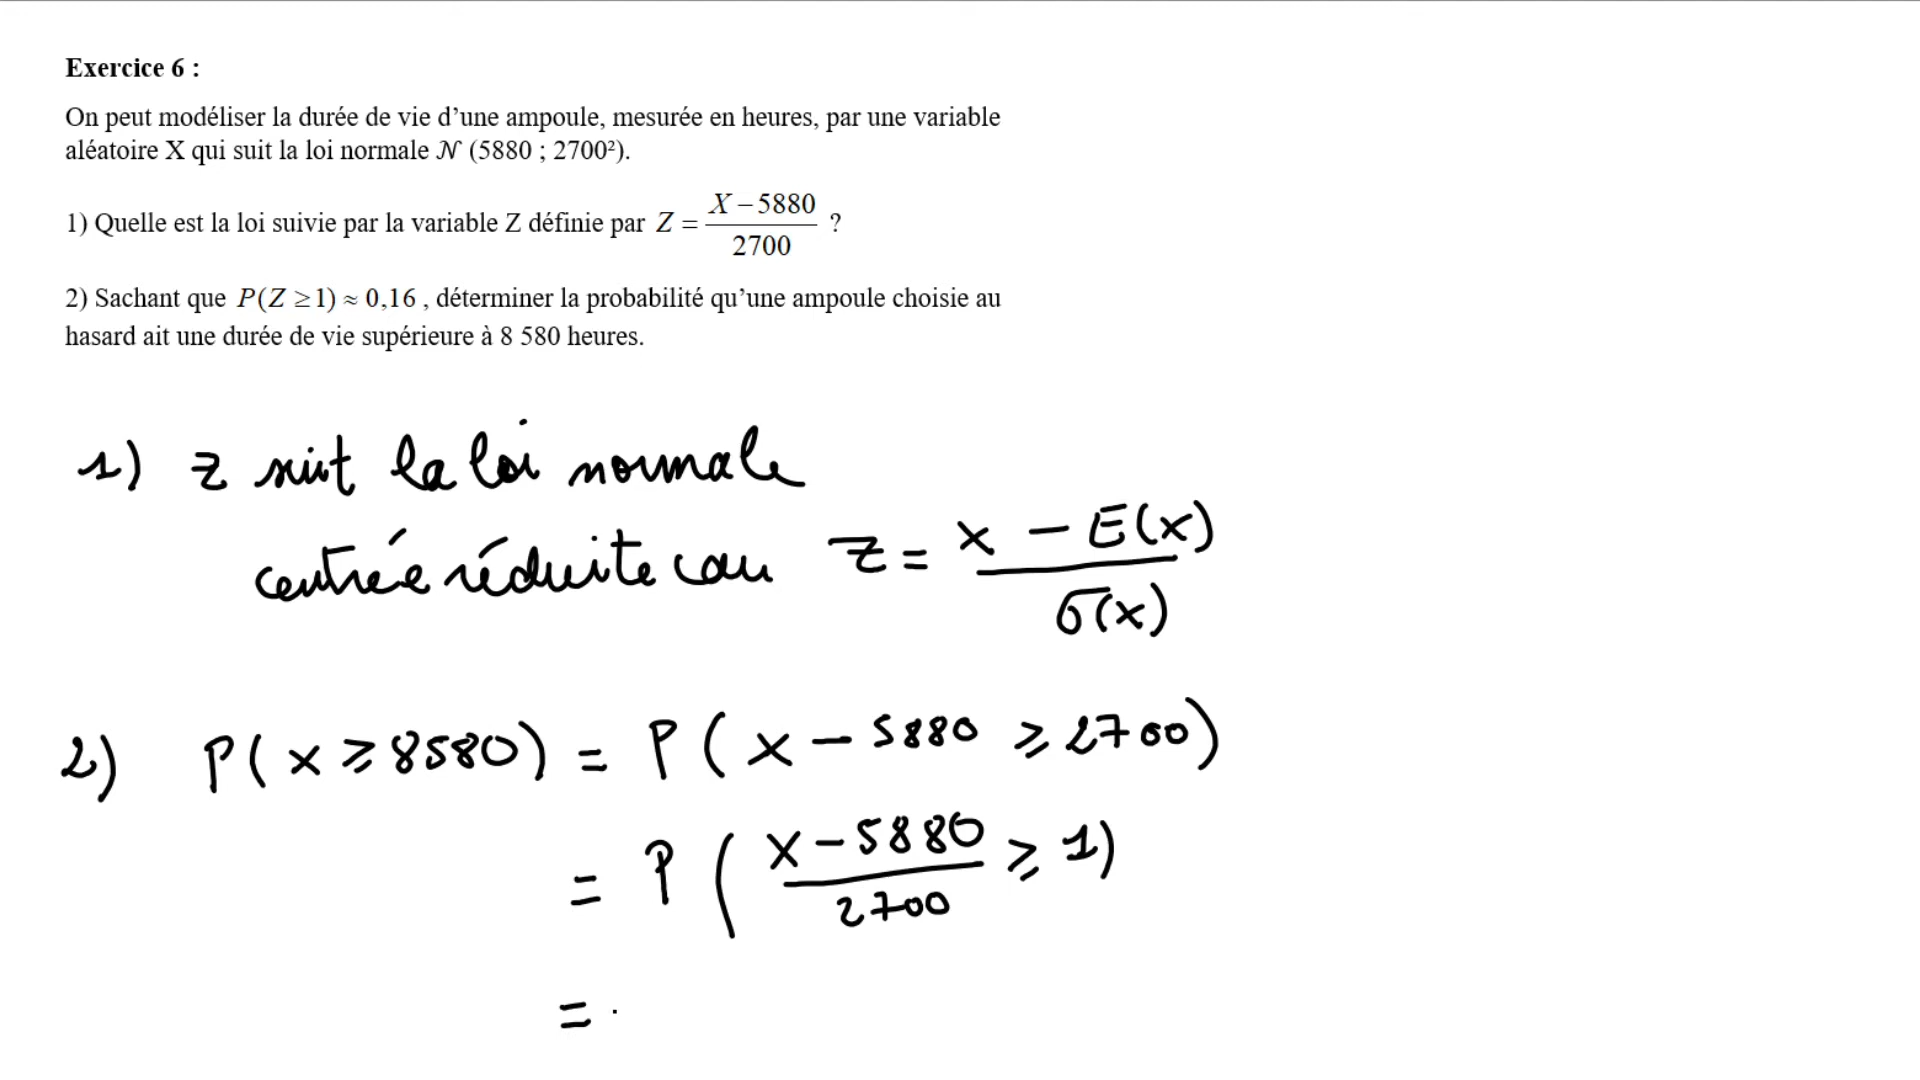 Exercice 6 :
On peut modéliser la durée de vie d’une ampoule, mesurée en heures, par une variable
aléatoire X qui suit la loi normale 𝒩 (5880 ; 2700²).
1) Quelle est la loi suivie par la variable Z définie par Z = (X − 5880)/2700 ?
2) Sachant que P(Z ≥ 1) ≈ 0,16 , déterminer la probabilité qu’une ampoule choisie au
hasard ait une durée de vie supérieure à 8 580 heures.
1) Z suit la loi normale
centrée réduite car Z = (X − E(X))/σ(X)
2) P(X ≥ 8580) = P(X − 5880 ≥ 2700)
= P((X − 5880)/2700 ≥ 1)
=